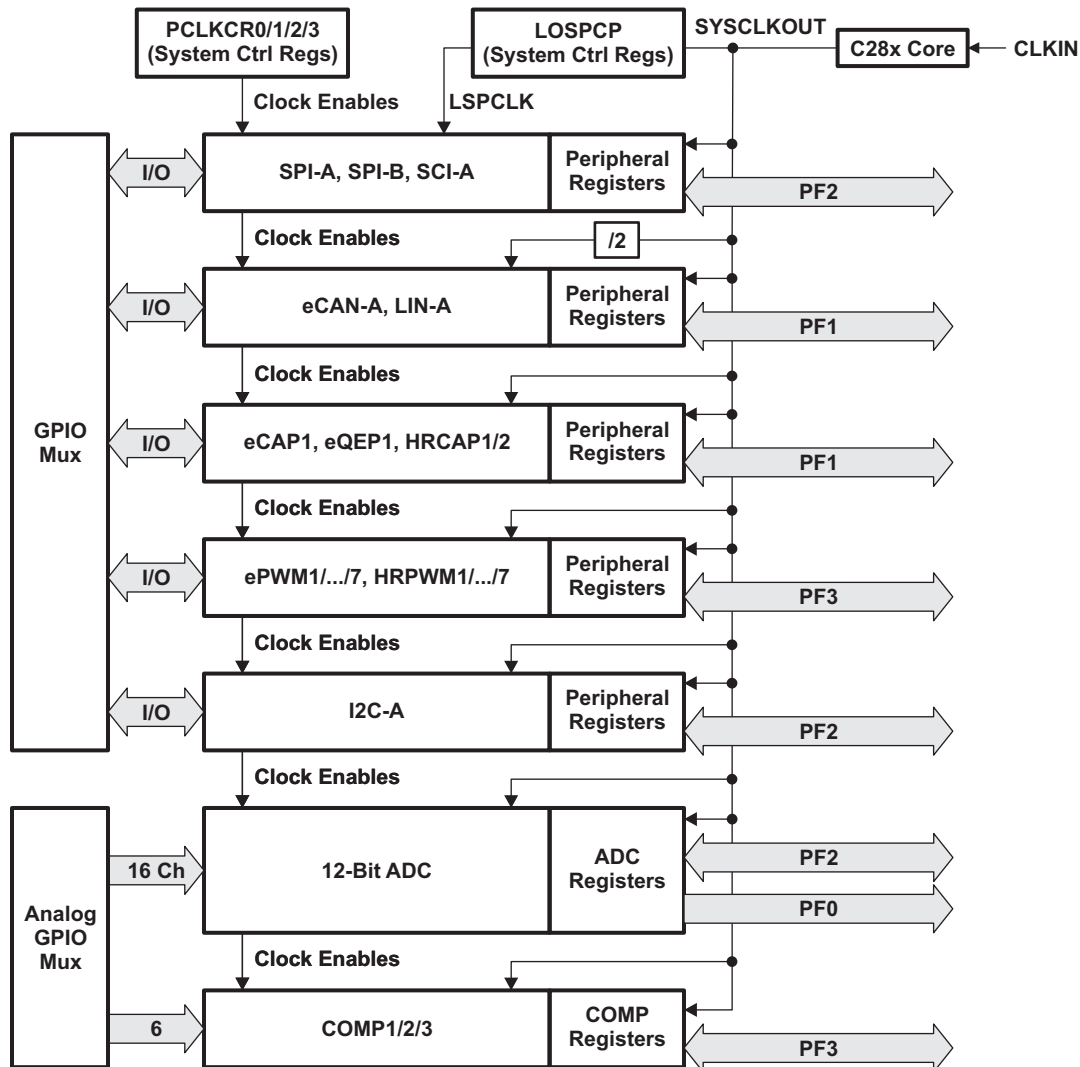 PCLKCR0/1/2/3
(System Ctrl Regs)
LOSPCP
(System Ctrl Regs)
SYSCLKOUT
C28x Core
CLKIN
Clock Enables
LSPCLK
I/O
SPI-A, SPI-B, SCI-A
Peripheral
Registers
PF2
Clock Enables
/2
I/O
eCAN-A, LIN-A
Peripheral
Registers
PF1
Clock Enables
GPIO
Mux
I/O
eCAP1, eQEP1, HRCAP1/2
Peripheral
Registers
PF1
Clock Enables
I/O
ePWM1/.../7, HRPWM1/.../7
Peripheral
Registers
PF3
Clock Enables
I/O
I2C-A
Peripheral
Registers
PF2
Clock Enables
16 Ch
12-Bit ADC
ADC
Registers
PF2
PF0
Analog
GPIO
Mux
Clock Enables
6
COMP1/2/3
COMP
Registers
PF3